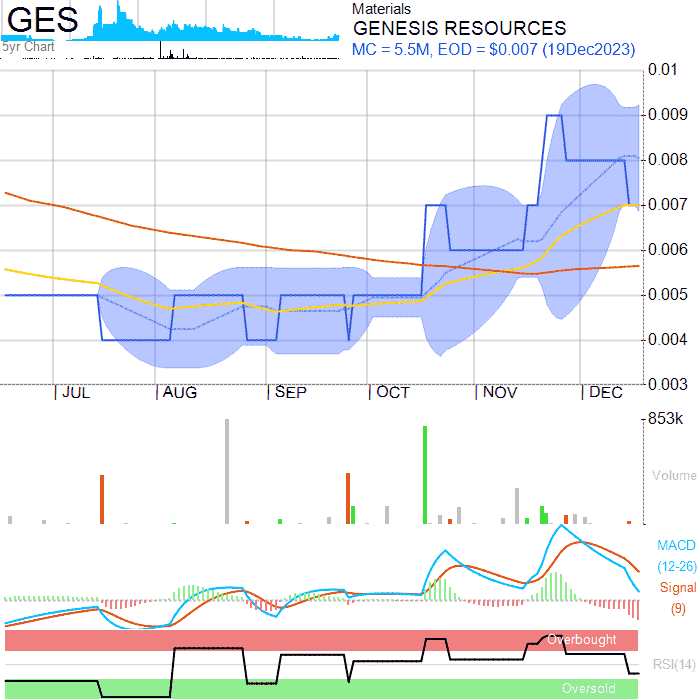 GES
5yr Chart
Materials
GENESIS RESOURCES
MC = 5.5M, EOD = $0.007 (19Dec2023)
0.01
0.009
0.008
0.007
0.006
0.005
0.004
0.003
JUL AUG SEP OCT NOV DEC
853k
Volume
MACD
(12-26)
Signal
(9)
Overbought
RSI(14)
Oversold